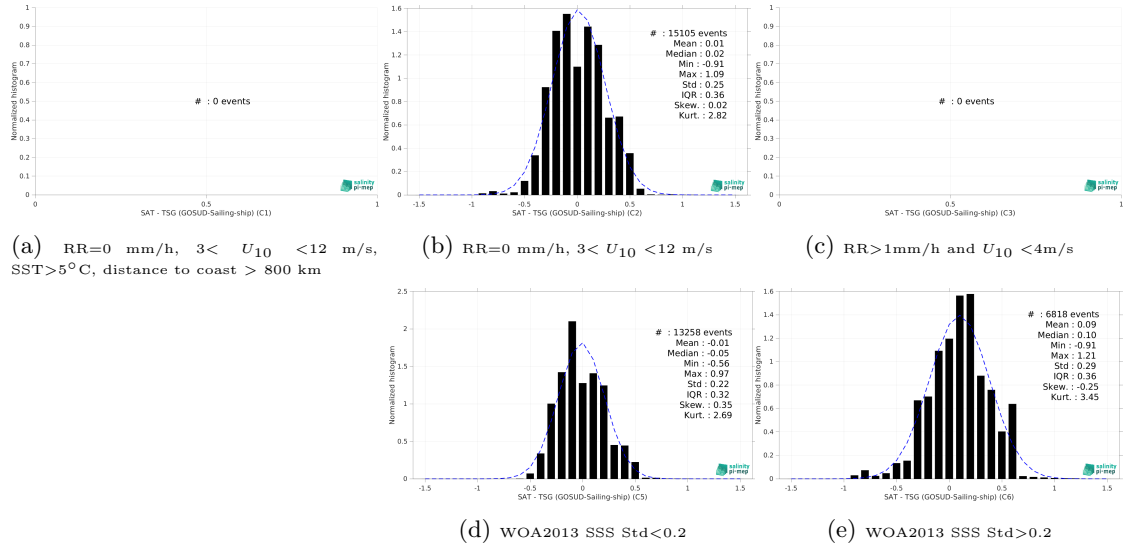 Normalized histogram
1
0.9
0.8
0.7
0.6
0.5
0.4
0.3
0.2
0.1
0
# : 0 events
salinity
pi-mep
0 0.5 1
SAT - TSG (GOSUD-Sailing-ship) (C1)
(a) RR=0 mm/h, 3< U10 <12 m/s,
SST>5°C, distance to coast > 800 km
Normalized histogram
1.6
1.4
1.2
1
0.8
0.6
0.4
0.2
0
# : 15105 events
Mean : 0.01
Median : 0.02
Min : -0.91
Max : 1.09
Std : 0.25
IQR : 0.36
Skew. : 0.02
Kurt. : 2.82
salinity
pi-mep
-1.5 -1 -0.5 0 0.5 1 1.5
SAT - TSG (GOSUD-Sailing-ship) (C2)
(b) RR=0 mm/h, 3< U10 <12 m/s
Normalized histogram
1
0.9
0.8
0.7
0.6
0.5
0.4
0.3
0.2
0.1
0
# : 0 events
salinity
pi-mep
0 0.5 1
SAT - TSG (GOSUD-Sailing-ship) (C3)
(c) RR>1mm/h and U10 <4m/s
Normalized histogram
2.5
2
1.5
1
0.5
0
# : 13258 events
Mean : -0.01
Median : -0.05
Min : -0.56
Max : 0.97
Std : 0.22
IQR : 0.32
Skew. : 0.35
Kurt. : 2.69
salinity
pi-mep
-1.5 -1 -0.5 0 0.5 1 1.5
SAT - TSG (GOSUD-Sailing-ship) (C5)
(d) WOA2013 SSS Std<0.2
Normalized histogram
1.6
1.4
1.2
1
0.8
0.6
0.4
0.2
0
# : 6818 events
Mean : 0.09
Median : 0.10
Min : -0.91
Max : 1.21
Std : 0.29
IQR : 0.36
Skew. : -0.25
Kurt. : 3.45
salinity
pi-mep
-1.5 -1 -0.5 0 0.5 1 1.5
SAT - TSG (GOSUD-Sailing-ship) (C6)
(e) WOA2013 SSS Std>0.2